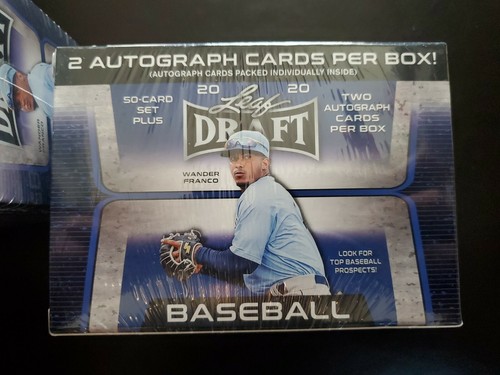 2 AUTOGRAPH CARDS PER BOX!
(AUTOGRAPH CARDS PACKED INDIVIDUALLY INSIDE)
20 Leaf 20
DRAFT
50-CARD
SET
PLUS
TWO
AUTOGRAPH
CARDS
PER BOX
WANDER
FRANCO
LOOK FOR
TOP BASEBALL
PROSPECTS!
BASEBALL